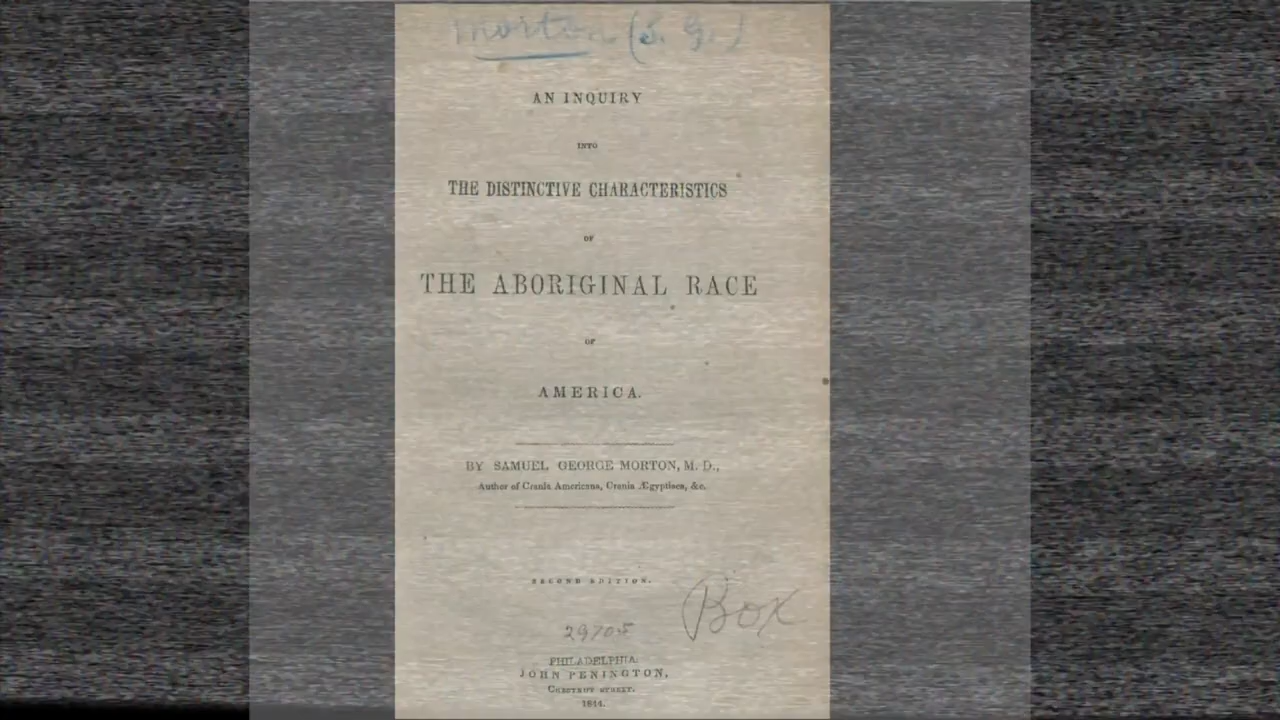 Morton (S. G.)
AN INQUIRY
INTO
THE DISTINCTIVE CHARACTERISTICS
OF
THE ABORIGINAL RACE
OF
AMERICA.
BY SAMUEL GEORGE MORTON, M. D.,
Author of Crania Americana, Crania Ægyptiaca, &c.
SECOND EDITION.
Box
29705
PHILADELPHIA:
JOHN PENINGTON,
CHESTNUT STREET.
1844.